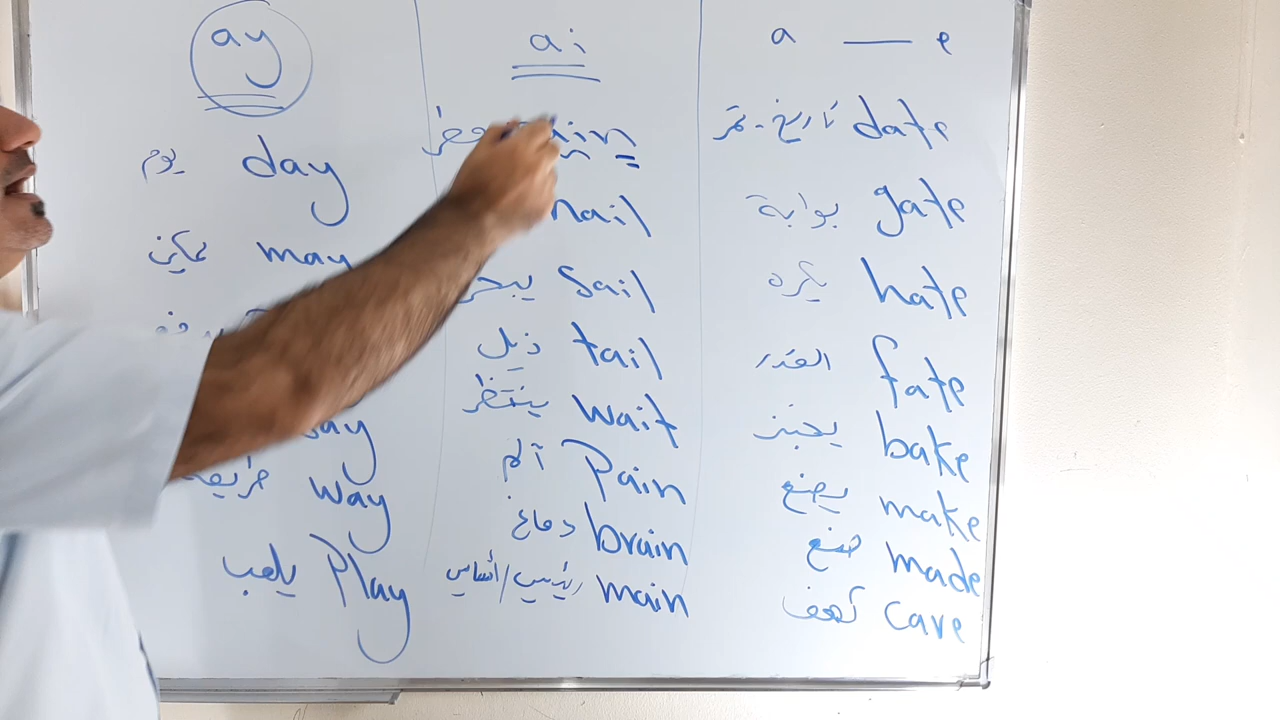 ay
يوم day
may
say
way
يلعب play
ai
nail
يبحر sail
ذيل tail
ينتظر wait
ألم pain
دماغ brain
رئيسي / أساسي main
a — e
تاريخ - تمر date
بوابة gate
يكره hate
القدر fate
يخبز bake
يصنع make
صنع made
كهف cave